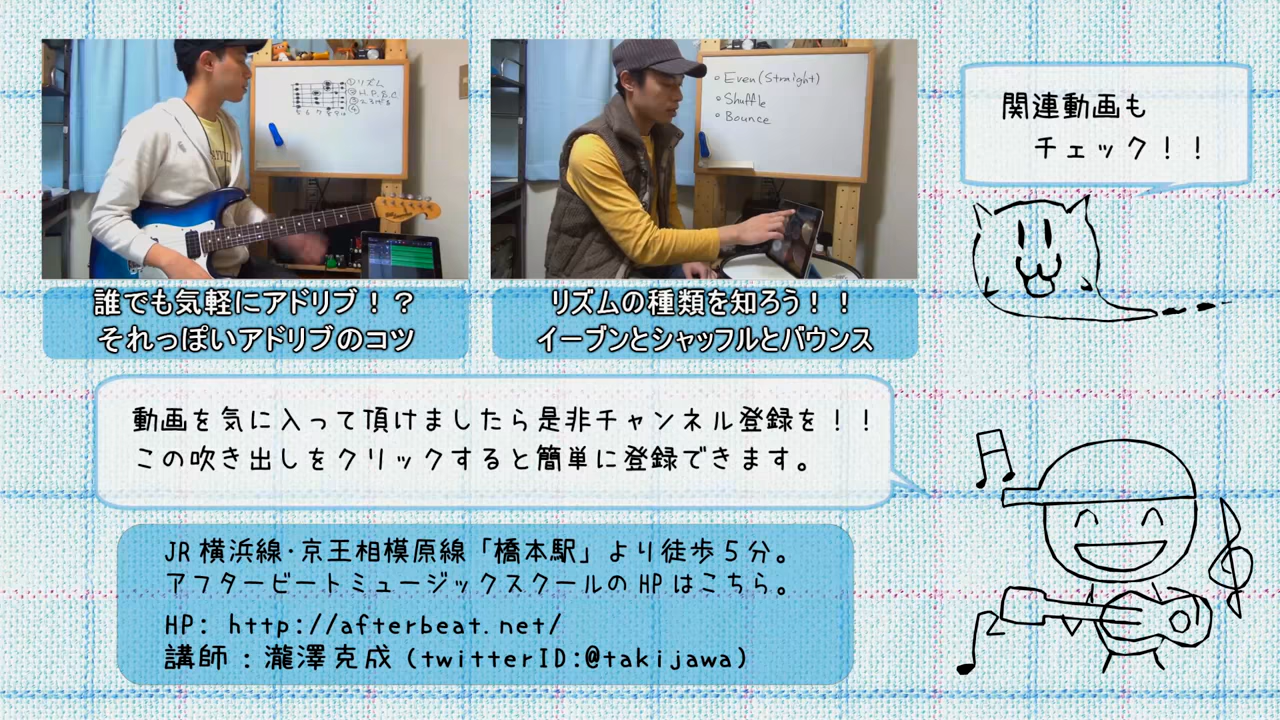 ①リズム
・Even(Straight)
・Shuffle
・Bounce
関連動画も
チェック！！
誰でも気軽にアドリブ！？
それっぽいアドリブのコツ
リズムの種類を知ろう！！
イーブンとシャッフルとバウンス
動画を気に入って頂けましたら是非チャンネル登録を！！
この吹き出しをクリックすると簡単に登録できます。
JR横浜線・京王相模原線「橋本駅」より徒歩５分。
アフタービートミュージックスクールのHPはこちら。
HP: http://afterbeat.net/
講師：瀧澤克成 (twitterID:@takijawa)